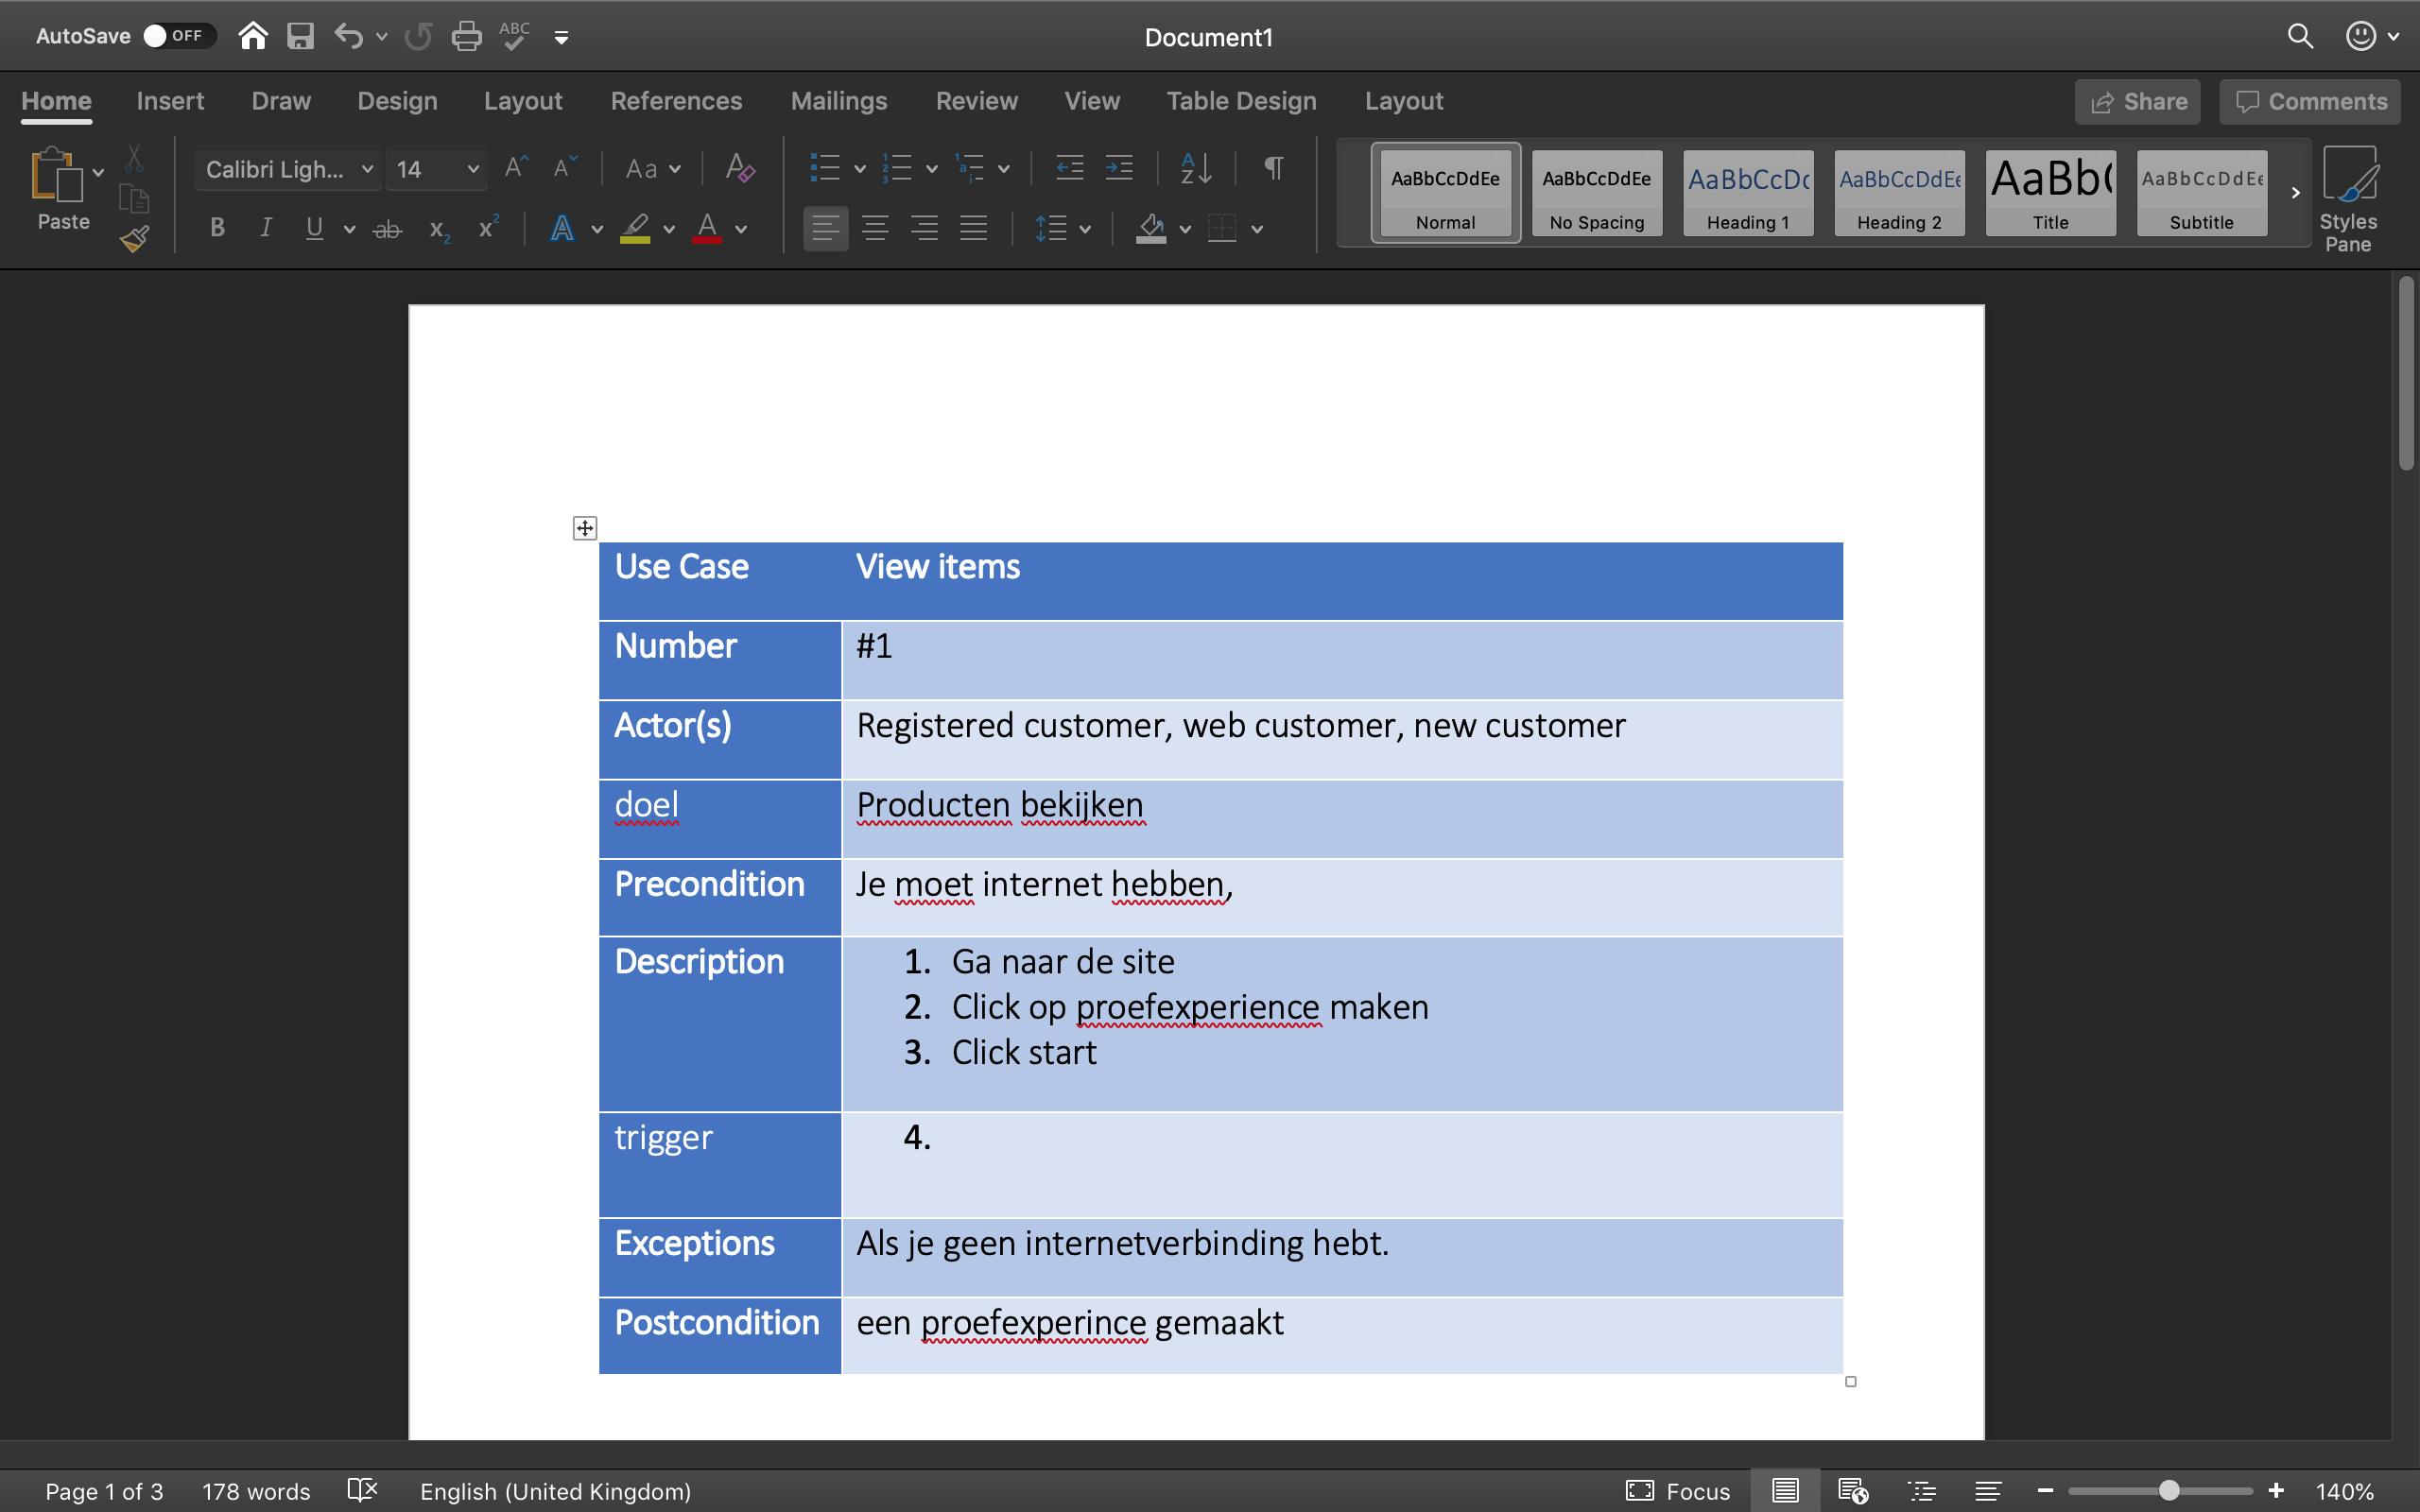 AutoSave OFF ABC Document1
Home Insert Draw Design Layout References Mailings Review View Table Design Layout Share Comments
Paste Calibri Ligh... 14 Aa
AaBbCcDdEe AaBbCcDdEe AaBbCcDc AaBbCcDdEe AaBb( AaBbCcDdEe
Normal No Spacing Heading 1 Heading 2 Title Subtitle
Styles
Pane
Use Case View items
Number #1
Actor(s) Registered customer, web customer, new customer
doel Producten bekijken
Precondition Je moet internet hebben,
Description 1. Ga naar de site
2. Click op proefexperience maken
3. Click start
trigger 4.
Exceptions Als je geen internetverbinding hebt.
Postcondition een proefexperince gemaakt
Page 1 of 3 178 words English (United Kingdom) Focus 140%